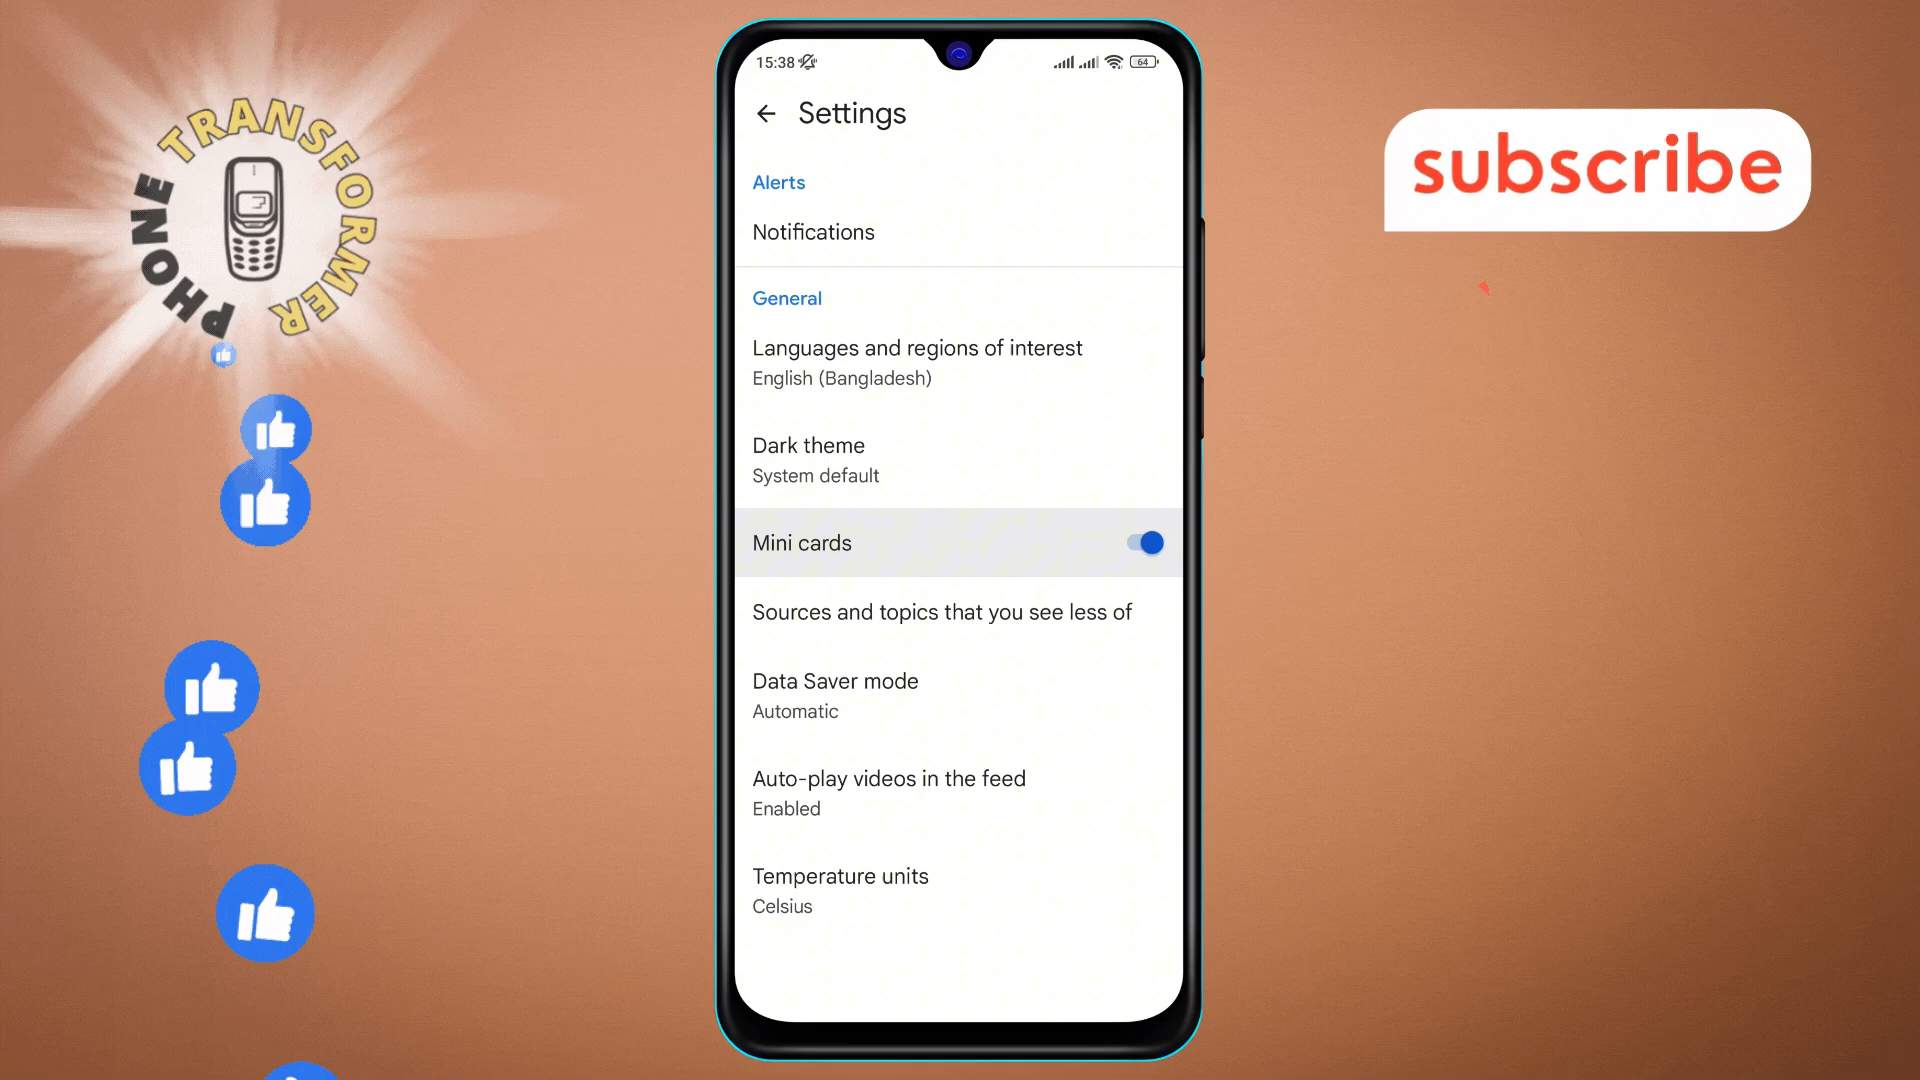 PHONE TRANSFORMER
subscribe
15:38
64
Settings
Alerts
Notifications
General
Languages and regions of interest
English (Bangladesh)
Dark theme
System default
Mini cards
Sources and topics that you see less of
Data Saver mode
Automatic
Auto-play videos in the feed
Enabled
Temperature units
Celsius